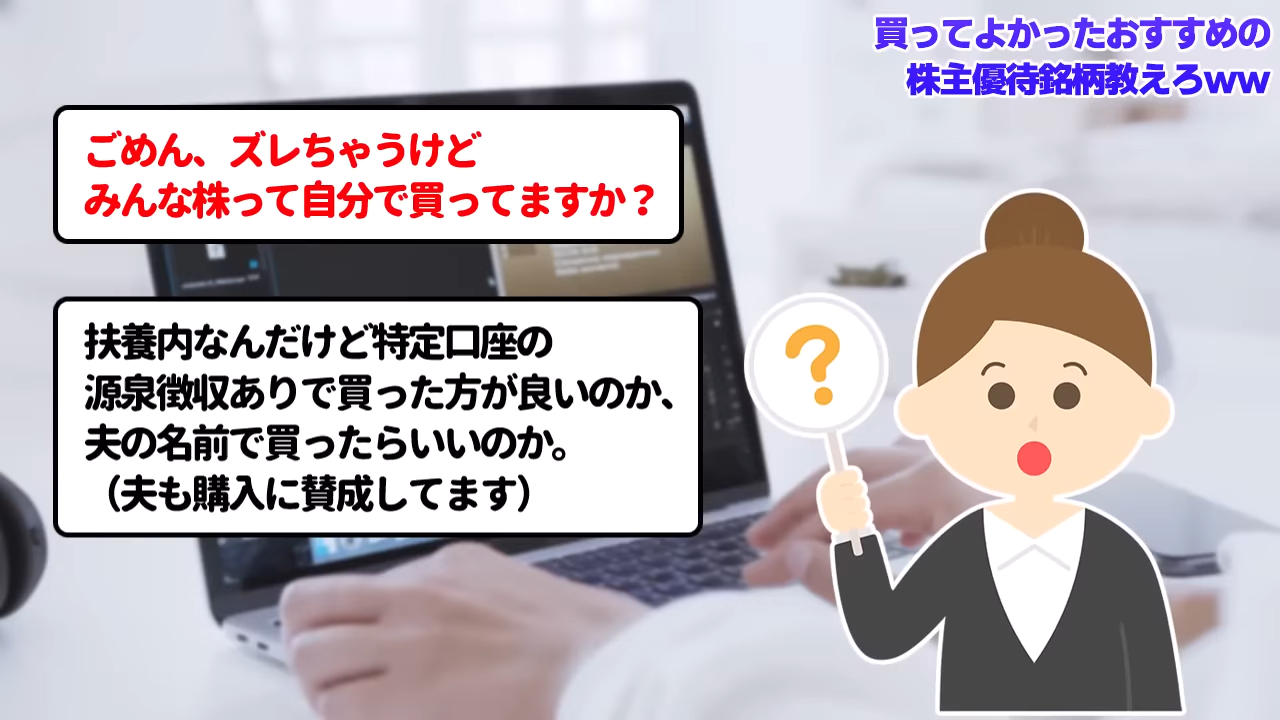 買ってよかったおすすめの
株主優待銘柄教えろww
ごめん、ズレちゃうけど
みんな株って自分で買ってますか？
扶養内なんだけど特定口座の
源泉徴収ありで買った方が良いのか、
夫の名前で買ったらいいのか。
（夫も購入に賛成してます）
?